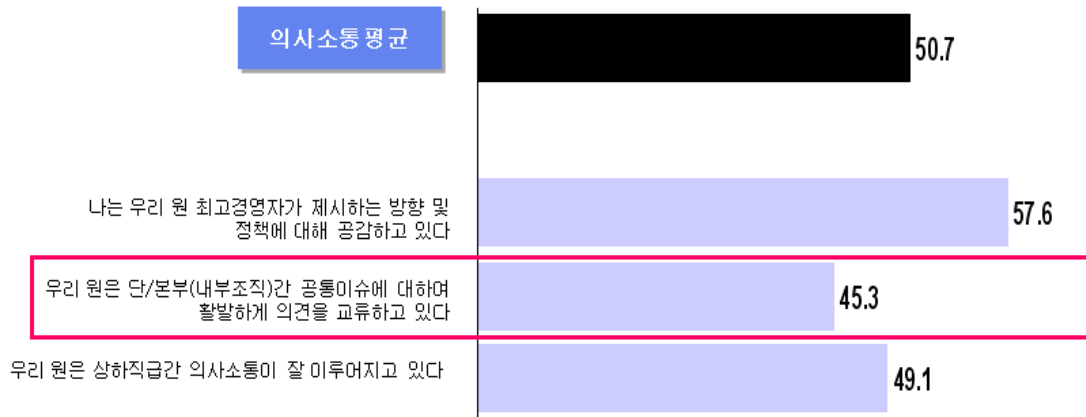 의사소통평균
50.7
나는 우리 원 최고경영자가 제시하는 방향 및
정책에 대해 공감하고 있다
57.6
우리 원은 단/본부(내부조직)간 공통이슈에 대하여
활발하게 의견을 교류하고 있다
45.3
우리 원은 상하직급간 의사소통이 잘 이루어지고 있다
49.1